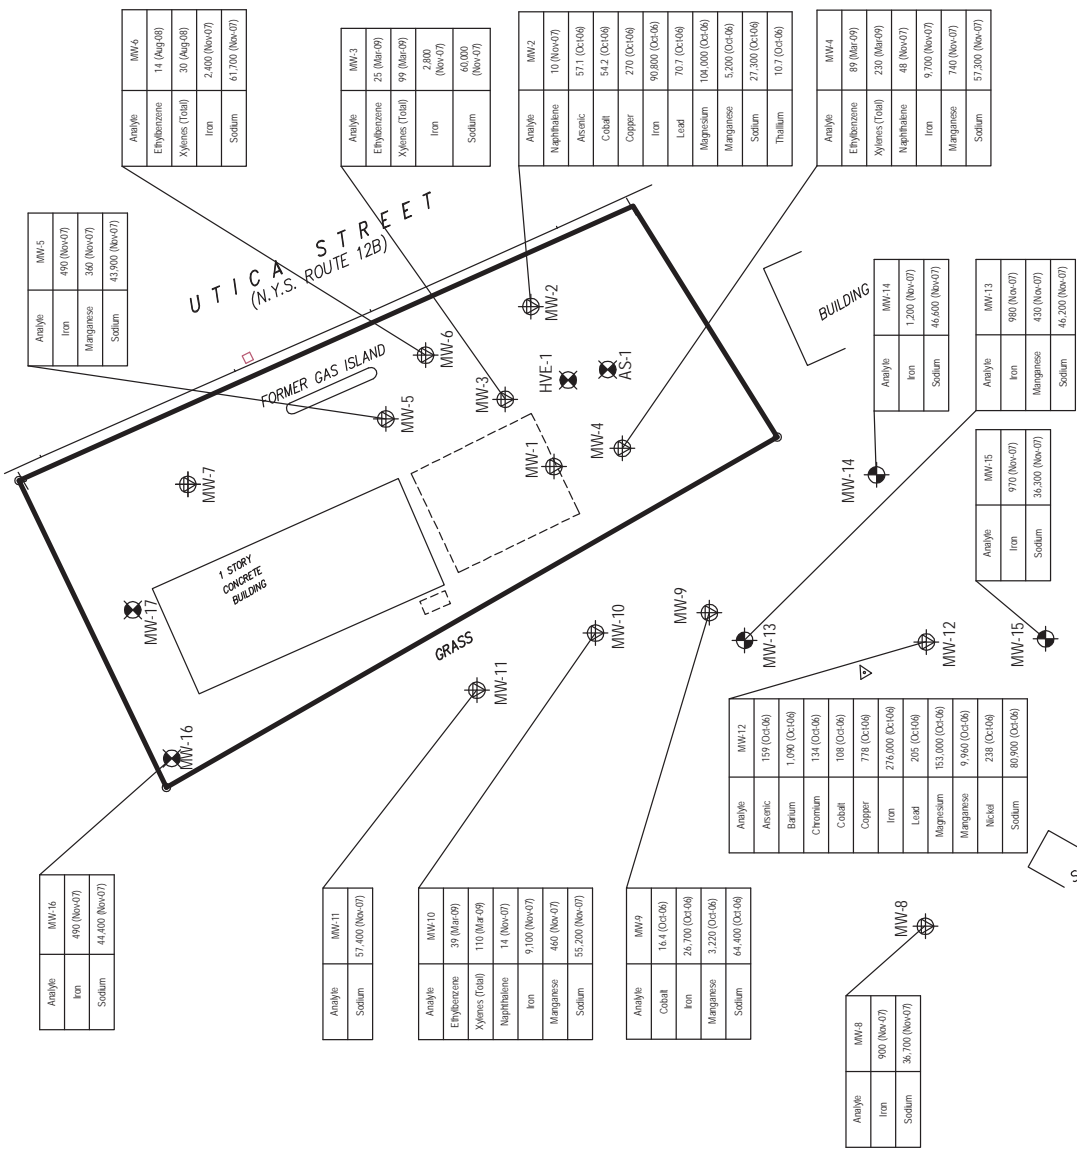 Analyte MW-6
Ethylbenzene 14 (Aug-08)
Xylenes (Total) 30 (Aug-08)
Iron 2,400 (Nov-07)
Sodium 61,700 (Nov-07)
Analyte MW-3
Ethylbenzene 25 (Mar-09)
Xylenes (Total) 99 (Mar-09)
Iron 2,800
(Nov-07)
Sodium 60,000
(Nov-07)
Analyte MW-2
Naphthalene 10 (Nov-07)
Arsenic 57.1 (Oct-06)
Cobalt 54.2 (Oct-06)
Copper 270 (Oct-06)
Iron 90,800 (Oct-06)
Lead 70.7 (Oct-06)
Magnesium 104,000 (Oct-06)
Manganese 5,200 (Oct-06)
Sodium 27,300 (Oct-06)
Thallium 10.7 (Oct-06)
Analyte MW-4
Ethylbenzene 89 (Mar-09)
Xylenes (Total) 230 (Mar-09)
Naphthalene 48 (Nov-07)
Iron 9,700 (Nov-07)
Manganese 740 (Nov-07)
Sodium 57,300 (Nov-07)
Analyte MW-5
Iron 490 (Nov-07)
Manganese 360 (Nov-07)
Sodium 43,900 (Nov-07)
UTICA STREET
(N.Y.S. ROUTE 12B)
FORMER GAS ISLAND
MW-6
MW-2
MW-5
MW-3
HVE-1
AS-1
MW-7
MW-1
MW-4
BUILDING
1 STORY
CONCRETE
BUILDING
MW-17
GRASS
MW-16
MW-11
MW-10
MW-9
MW-13
MW-14
MW-12
MW-15
MW-8
Analyte MW-14
Iron 1,200 (Nov-07)
Sodium 46,600 (Nov-07)
Analyte MW-13
Iron 980 (Nov-07)
Manganese 430 (Nov-07)
Sodium 46,200 (Nov-07)
Analyte MW-15
Iron 970 (Nov-07)
Sodium 36,300 (Nov-07)
Analyte MW-12
Arsenic 159 (Oct-06)
Barium 1,090 (Oct-06)
Chromium 134 (Oct-06)
Cobalt 108 (Oct-06)
Copper 778 (Oct-06)
Iron 276,000 (Oct-06)
Lead 205 (Oct-06)
Magnesium 153,000 (Oct-06)
Manganese 9,960 (Oct-06)
Nickel 238 (Oct-06)
Sodium 80,900 (Oct-06)
Analyte MW-16
Iron 490 (Nov-07)
Sodium 44,400 (Nov-07)
Analyte MW-11
Sodium 57,400 (Nov-07)
Analyte MW-10
Ethylbenzene 39 (Mar-09)
Xylenes (Total) 110 (Mar-09)
Naphthalene 14 (Nov-07)
Iron 9,100 (Nov-07)
Manganese 460 (Nov-07)
Sodium 55,200 (Nov-07)
Analyte MW-9
Cobalt 16.4 (Oct-06)
Iron 26,700 (Oct-06)
Manganese 3,220 (Oct-06)
Sodium 64,400 (Oct-06)
Analyte MW-8
Iron 900 (Nov-07)
Sodium 36,700 (Nov-07)